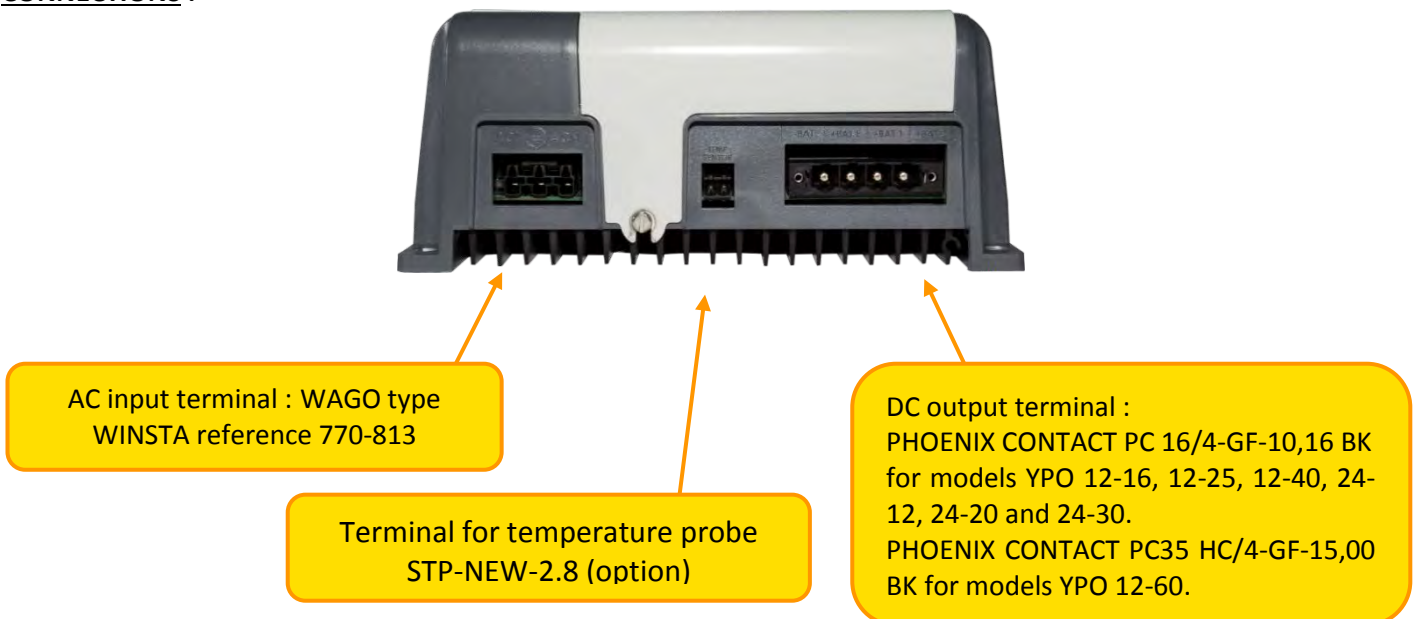 CONNECTORS :
TEMP
SENSOR
AC input terminal : WAGO type
WINSTA reference 770-813
Terminal for temperature probe
STP-NEW-2.8 (option)
DC output terminal :
PHOENIX CONTACT PC 16/4-GF-10,16 BK
for models YPO 12-16, 12-25, 12-40, 24-
12, 24-20 and 24-30.
PHOENIX CONTACT PC35 HC/4-GF-15,00
BK for models YPO 12-60.